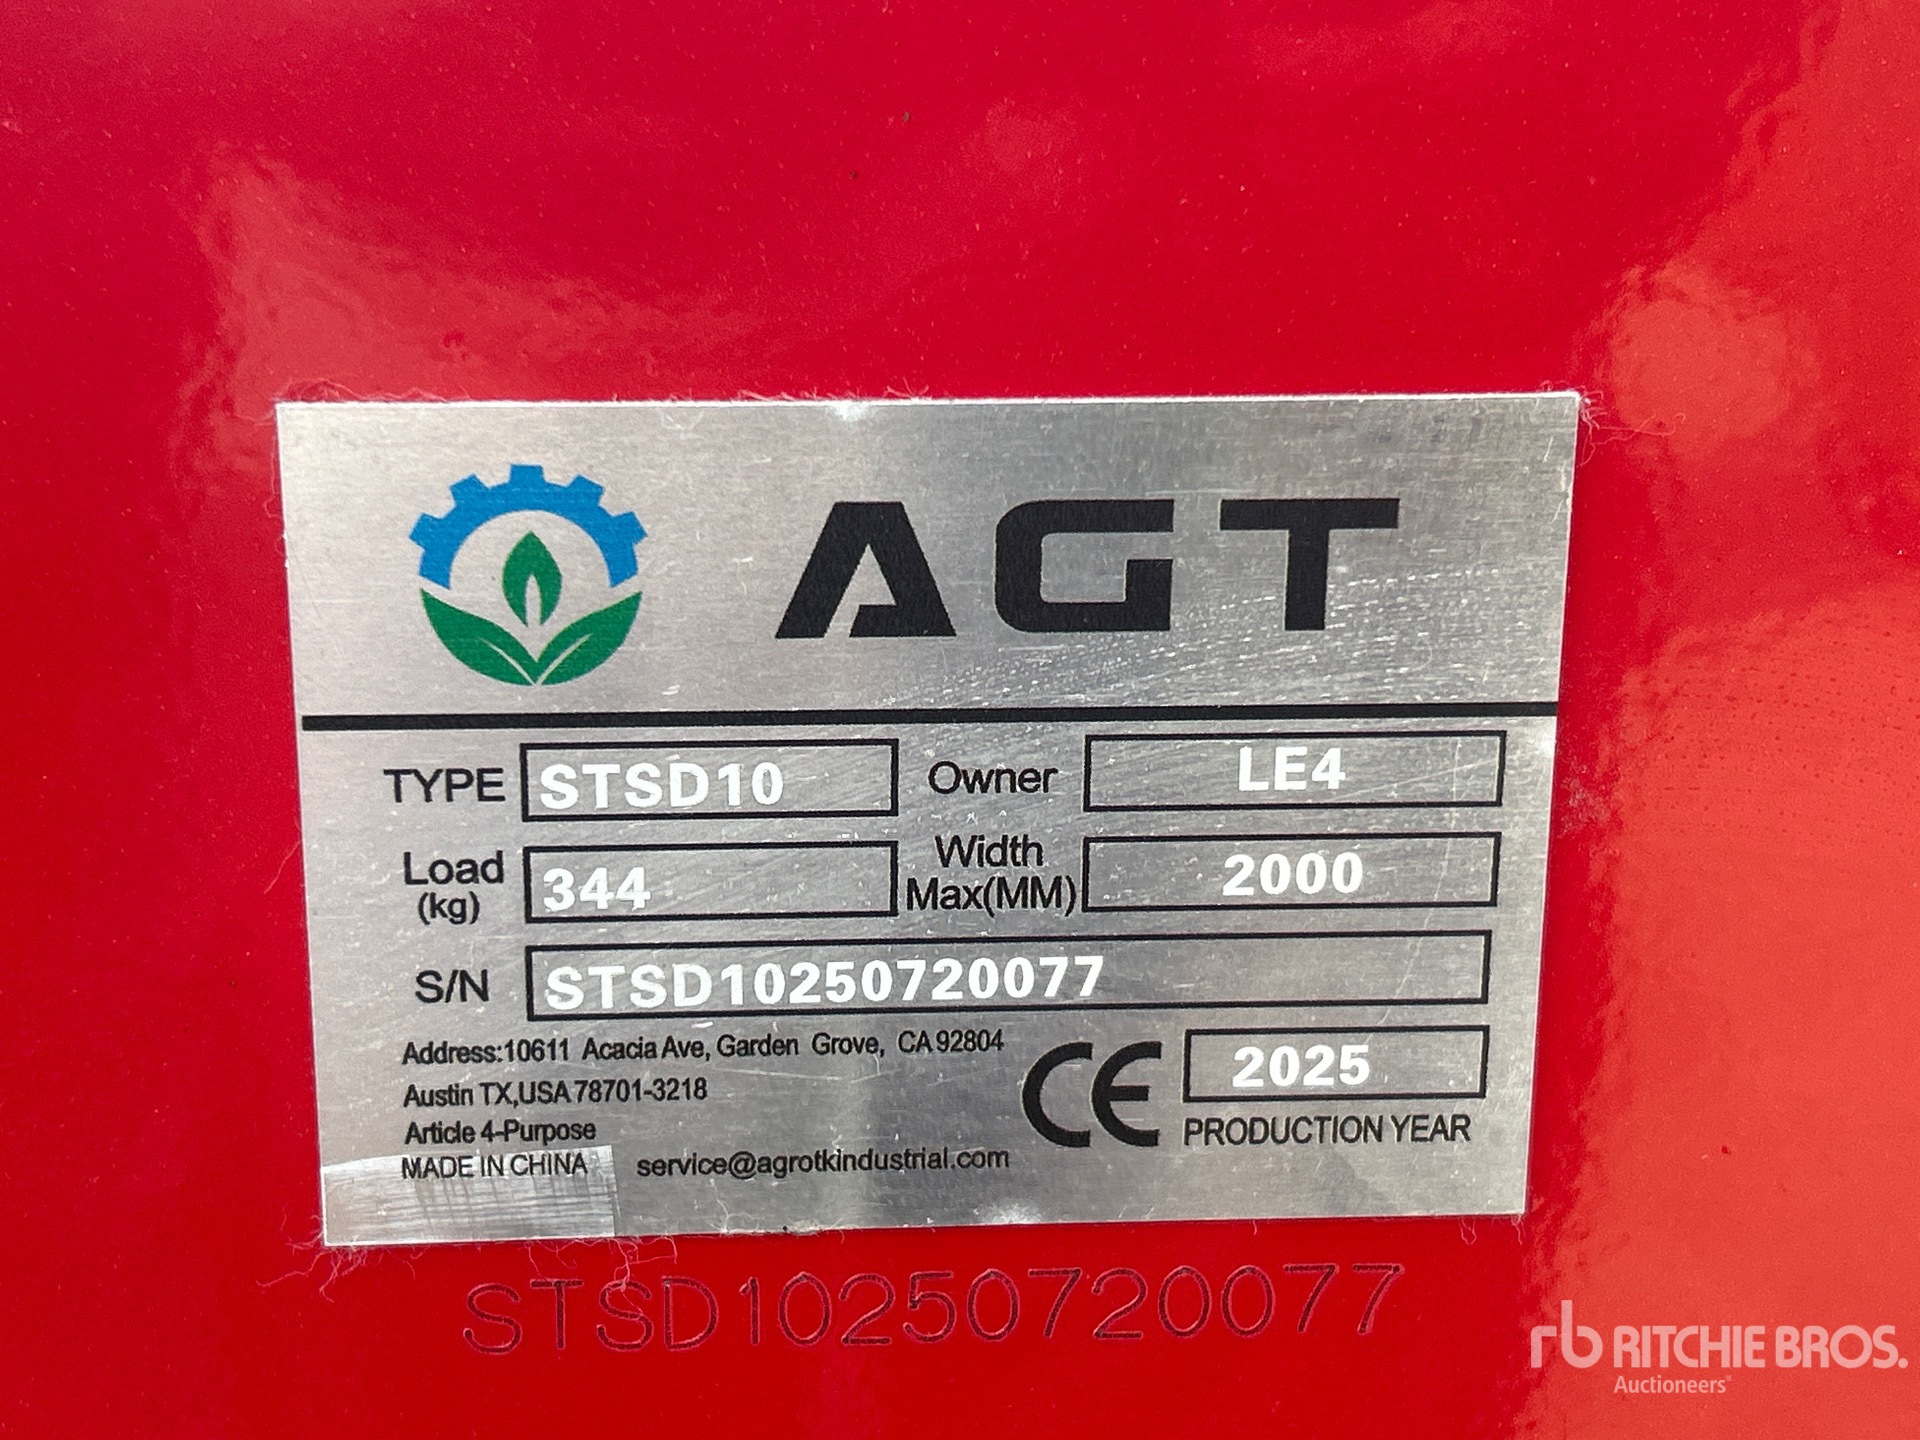 AGT
TYPE STSD10 Owner LE4
Load (kg) 344 Width Max(MM) 2000
S/N STSD10250720077
Address:10611 Acacia Ave, Garden Grove, CA 92804
Austin TX,USA 78701-3218
Article 4-Purpose
MADE IN CHINA service@agrotkindustrial.com
CE 2025
PRODUCTION YEAR
STSD10250720077
rb RITCHIE BROS.
Auctioneers